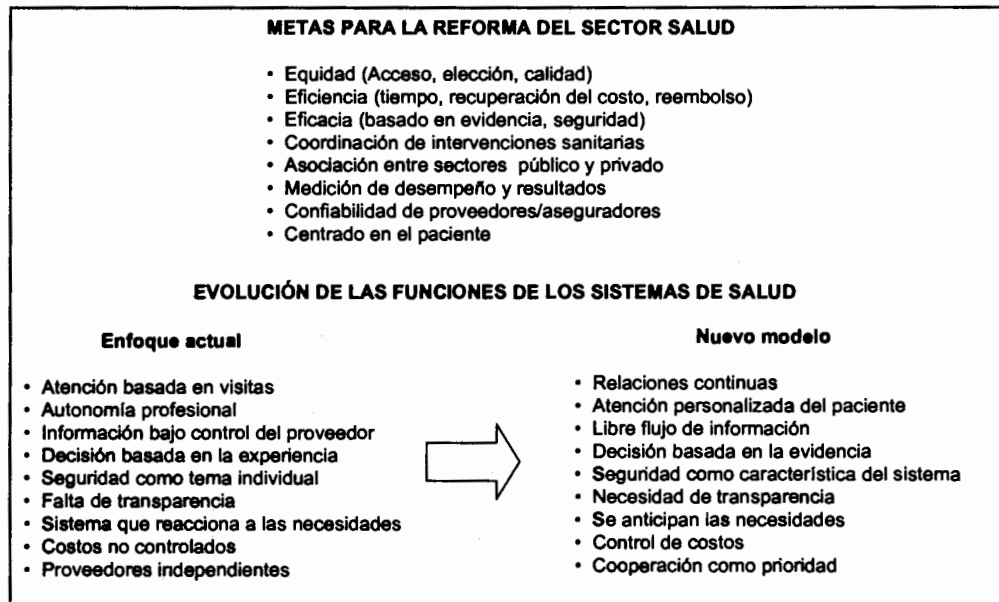 METAS PARA LA REFORMA DEL SECTOR SALUD
• Equidad (Acceso, elección, calidad)
• Eficiencia (tiempo, recuperación del costo, reembolso)
• Eficacia (basado en evidencia, seguridad)
• Coordinación de intervenciones sanitarias
• Asociación entre sectores público y privado
• Medición de desempeño y resultados
• Confiabilidad de proveedores/aseguradores
• Centrado en el paciente
EVOLUCIÓN DE LAS FUNCIONES DE LOS SISTEMAS DE SALUD
Enfoque actual
• Atención basada en visitas
• Autonomía profesional
• Información bajo control del proveedor
• Decisión basada en la experiencia
• Seguridad como tema individual
• Falta de transparencia
• Sistema que reacciona a las necesidades
• Costos no controlados
• Proveedores independientes
Nuevo modelo
• Relaciones continuas
• Atención personalizada del paciente
• Libre flujo de información
• Decisión basada en la evidencia
• Seguridad como característica del sistema
• Necesidad de transparencia
• Se anticipan las necesidades
• Control de costos
• Cooperación como prioridad